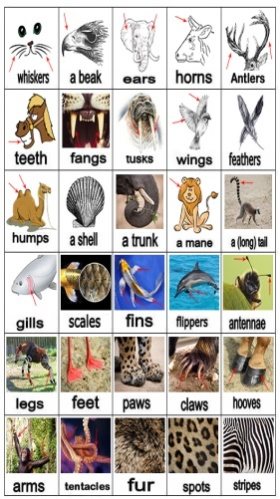 whiskers a beak ears horns Antlers
teeth fangs tusks wings feathers
humps a shell a trunk a mane a (long) tail
gills scales fins flippers antennae
legs feet paws claws hooves
arms tentacles fur spots stripes